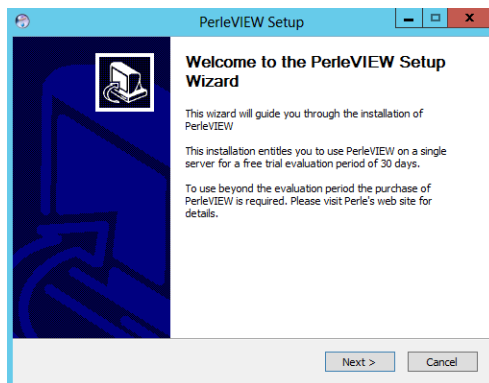 PerleVIEW Setup
Welcome to the PerleVIEW Setup
Wizard
This wizard will guide you through the installation of
PerleVIEW
This installation entitles you to use PerleVIEW on a single
server for a free trial evaluation period of 30 days.
To use beyond the evaluation period the purchase of
PerleVIEW is required. Please visit Perle's web site for
details.
Next >
Cancel